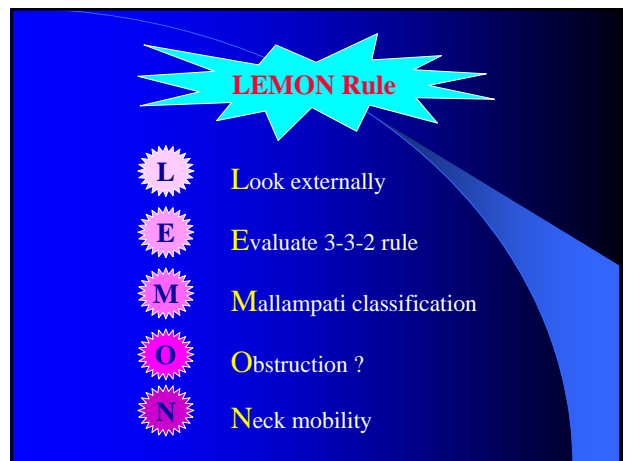 LEMON Rule
L Look externally
E Evaluate 3-3-2 rule
M Mallampati classification
O Obstruction ?
N Neck mobility